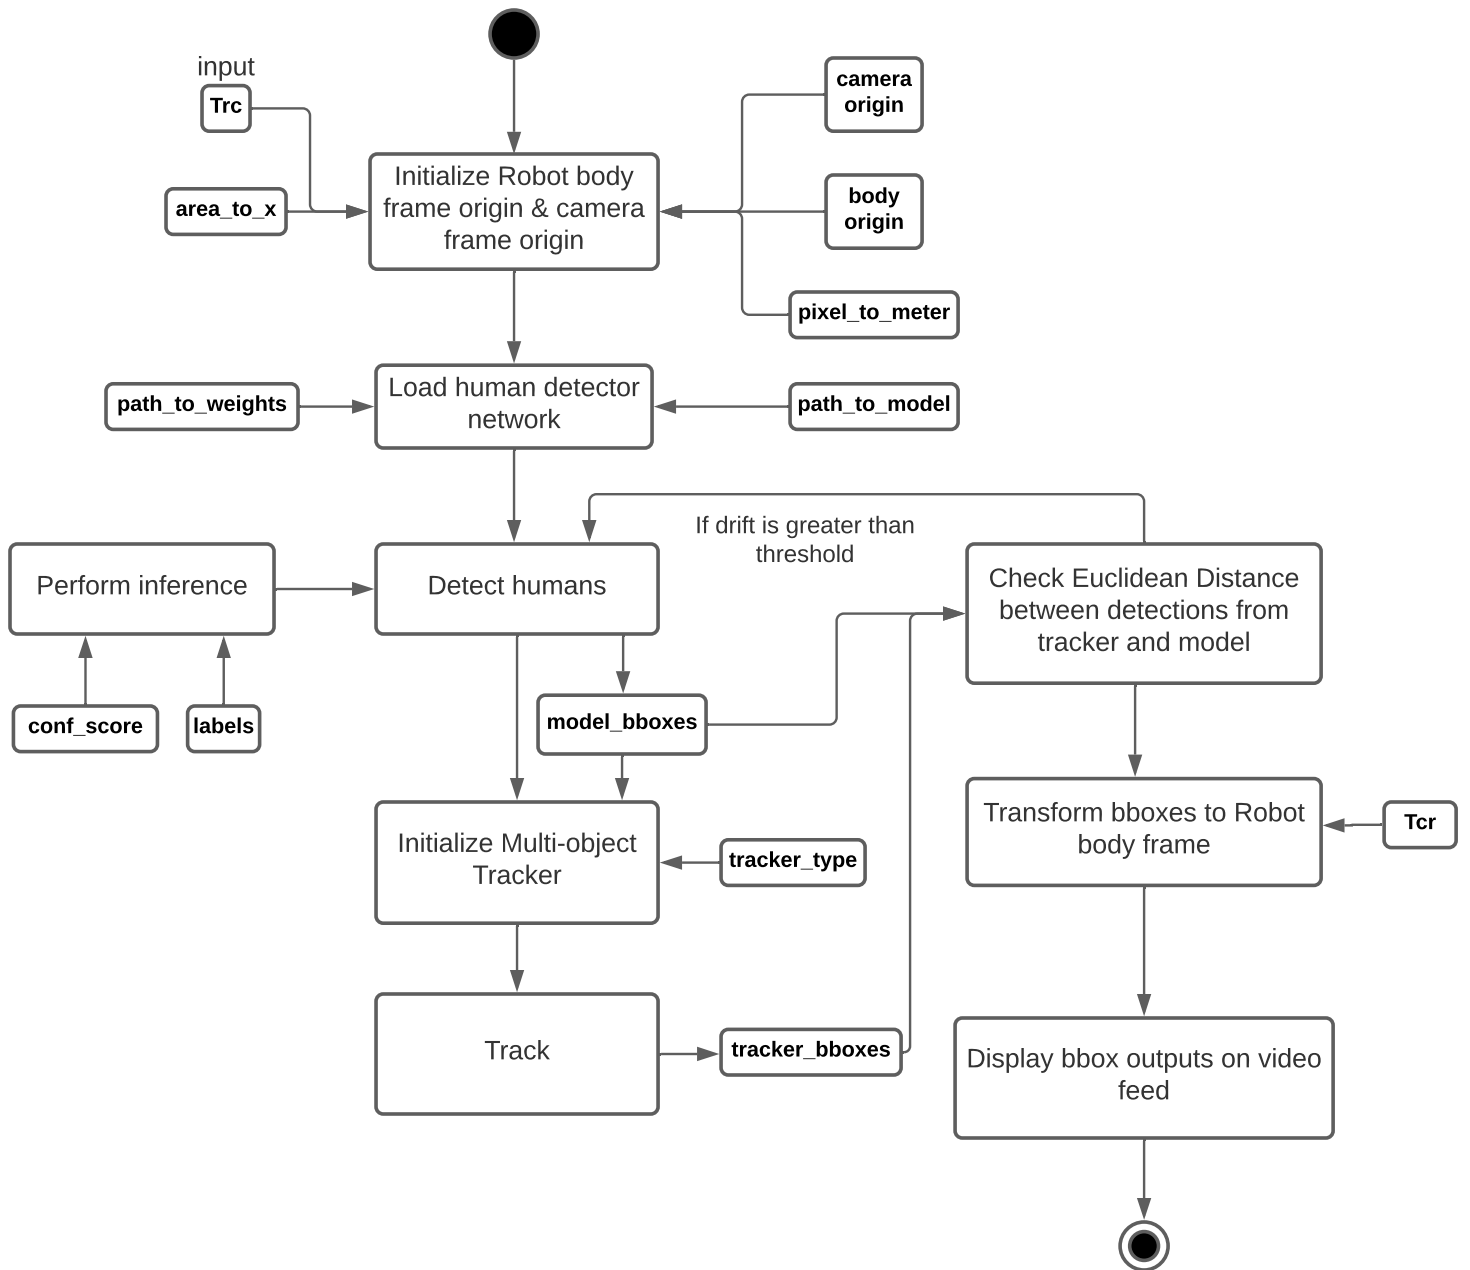 input
Trc
camera
origin
Initialize Robot body
frame origin & camera
frame origin
area_to_x
body
origin
pixel_to_meter
path_to_weights
Load human detector
network
path_to_model
If drift is greater than
threshold
Perform inference
Detect humans
Check Euclidean Distance
between detections from
tracker and model
conf_score
labels
model_bboxes
Initialize Multi-object
Tracker
tracker_type
Transform bboxes to Robot
body frame
Tcr
Track
tracker_bboxes
Display bbox outputs on video
feed